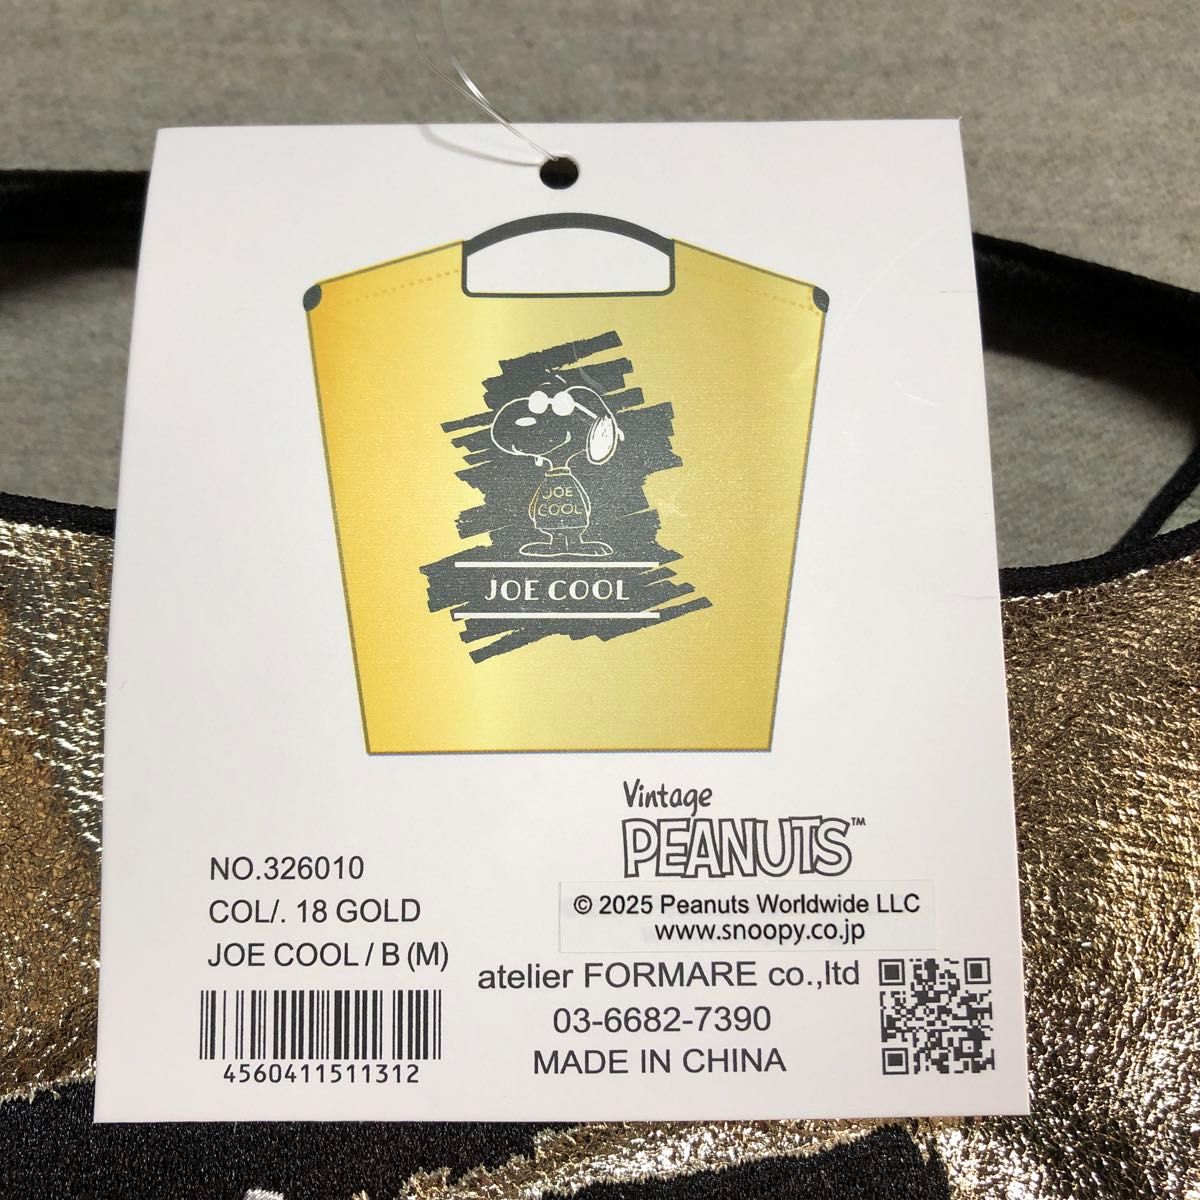 JOE
COOL
JOE COOL
Vintage
PEANUTS™
© 2025 Peanuts Worldwide LLC
www.snoopy.co.jp
NO.326010
COL/. 18 GOLD
JOE COOL / B (M)
4560411511312
atelier FORMARE co.,ltd
03-6682-7390
MADE IN CHINA